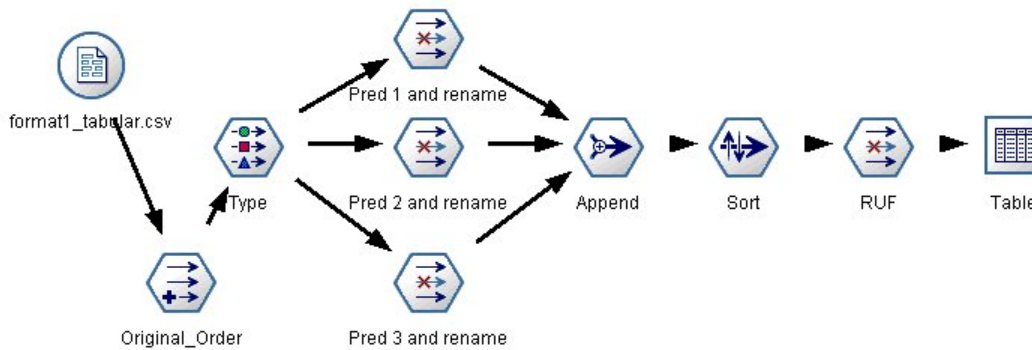 format1_tabular.csv
Original_Order
Type
Pred 1 and rename
Pred 2 and rename
Pred 3 and rename
Append
Sort
RUF
Table